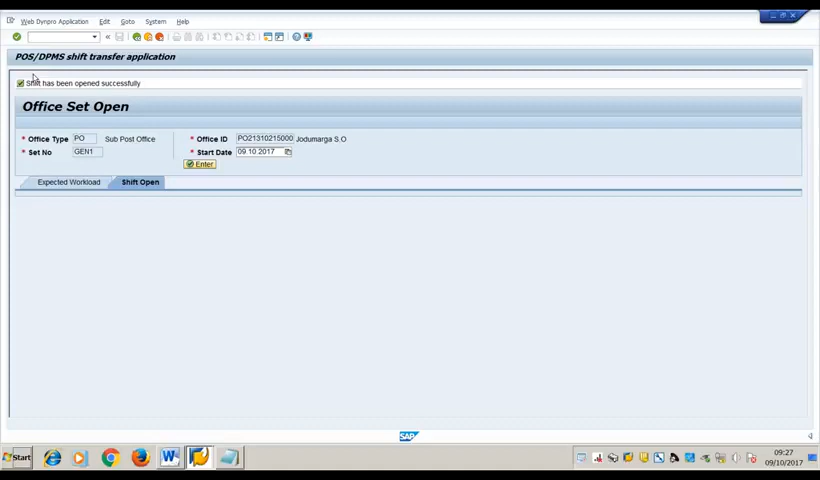 Web Dynpro Application Edit Goto System Help
POS/DPMS shift transfer application
Shift has been opened successfully
Office Set Open
* Office Type PO Sub Post Office * Office ID PO21310215000 Jodumarga S.O
* Set No GEN1 * Start Date 09.10.2017
Enter
Expected Workload Shift Open
SAP
Start
09:27
09/10/2017